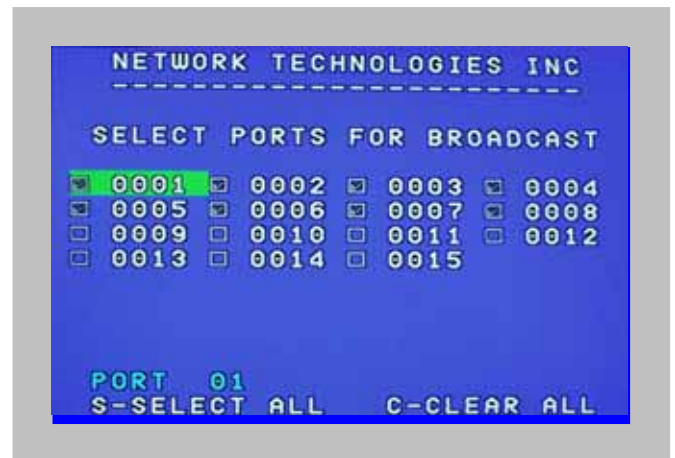 NETWORK TECHNOLOGIES INC
-------------------------
SELECT PORTS FOR BROADCAST
0001 0002 0003 0004
0005 0006 0007 0008
0009 0010 0011 0012
0013 0014 0015
PORT 01
S-SELECT ALL C-CLEAR ALL